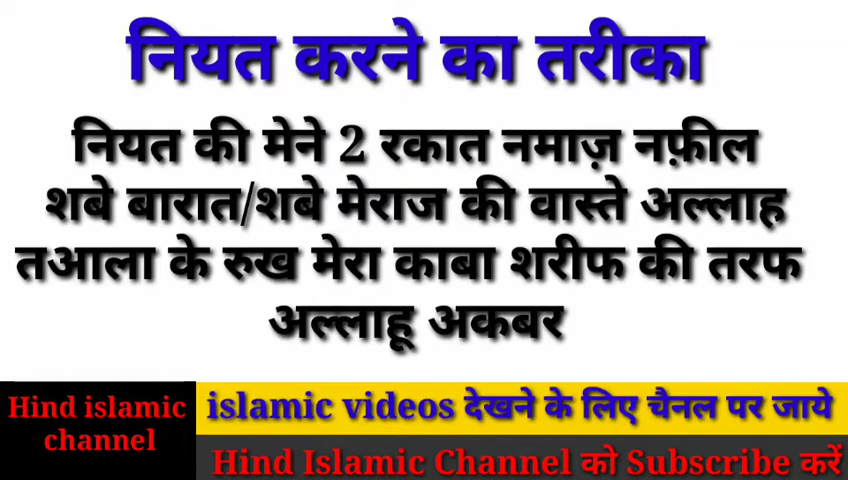 नियत करने का तरीका
नियत की मेने 2 रकात नमाज़ नफ़ील
शबे बारात/शबे मेराज की वास्ते अल्लाह
तआला के रुख मेरा काबा शरीफ की तरफ
अल्लाहू अकबर
Hind islamic
channel
islamic videos देखने के लिए चैनल पर जाये
Hind Islamic Channel को Subscribe करें